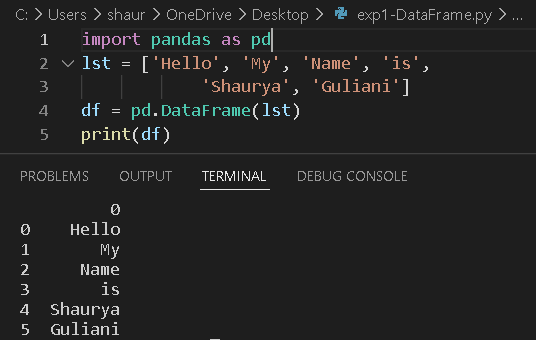 C: > Users > shaur > OneDrive > Desktop > exp1-DataFrame.py > ...
1 import pandas as pd
2 lst = ['Hello', 'My', 'Name', 'is',
3 'Shaurya', 'Guliani']
4 df = pd.DataFrame(lst)
5 print(df)
PROBLEMS OUTPUT TERMINAL DEBUG CONSOLE
0
0 Hello
1 My
2 Name
3 is
4 Shaurya
5 Guliani